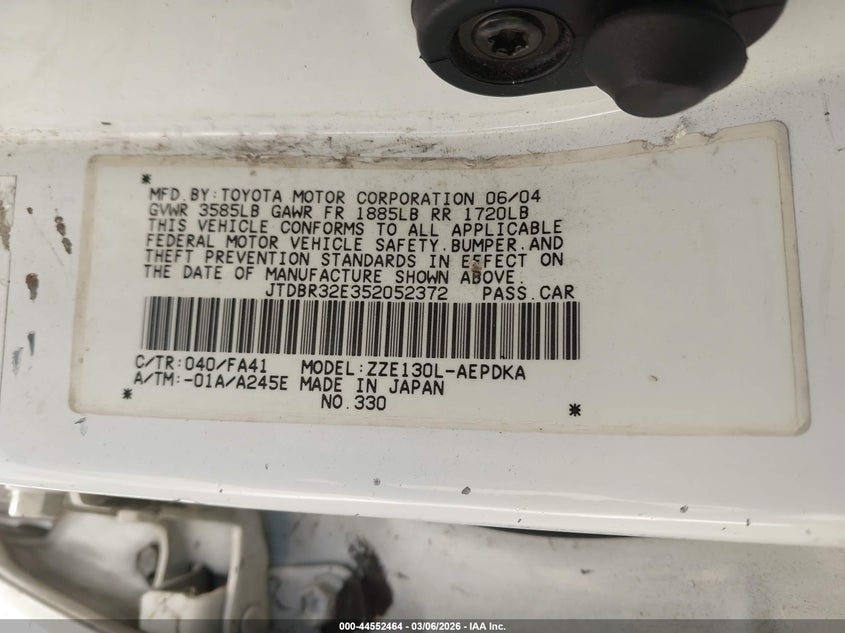 *
MFD.BY:TOYOTA MOTOR CORPORATION 06/04
GVWR 3585LB GAWR FR 1885LB RR 1720LB
THIS VEHICLE CONFORMS TO ALL APPLICABLE
FEDERAL MOTOR VEHICLE SAFETY.BUMPER.AND
THEFT PREVENTION STANDARDS IN EFFECT ON
THE DATE OF MANUFACTURE SHOWN ABOVE.
JTDBR32E352052372 PASS.CAR
C/TR:040/FA41 MODEL:ZZE130L-AEPDKA
A/TM:-01A/A245E MADE IN JAPAN
* NO.330 *
000-44552464 - 03/06/2026 - IAA Inc.